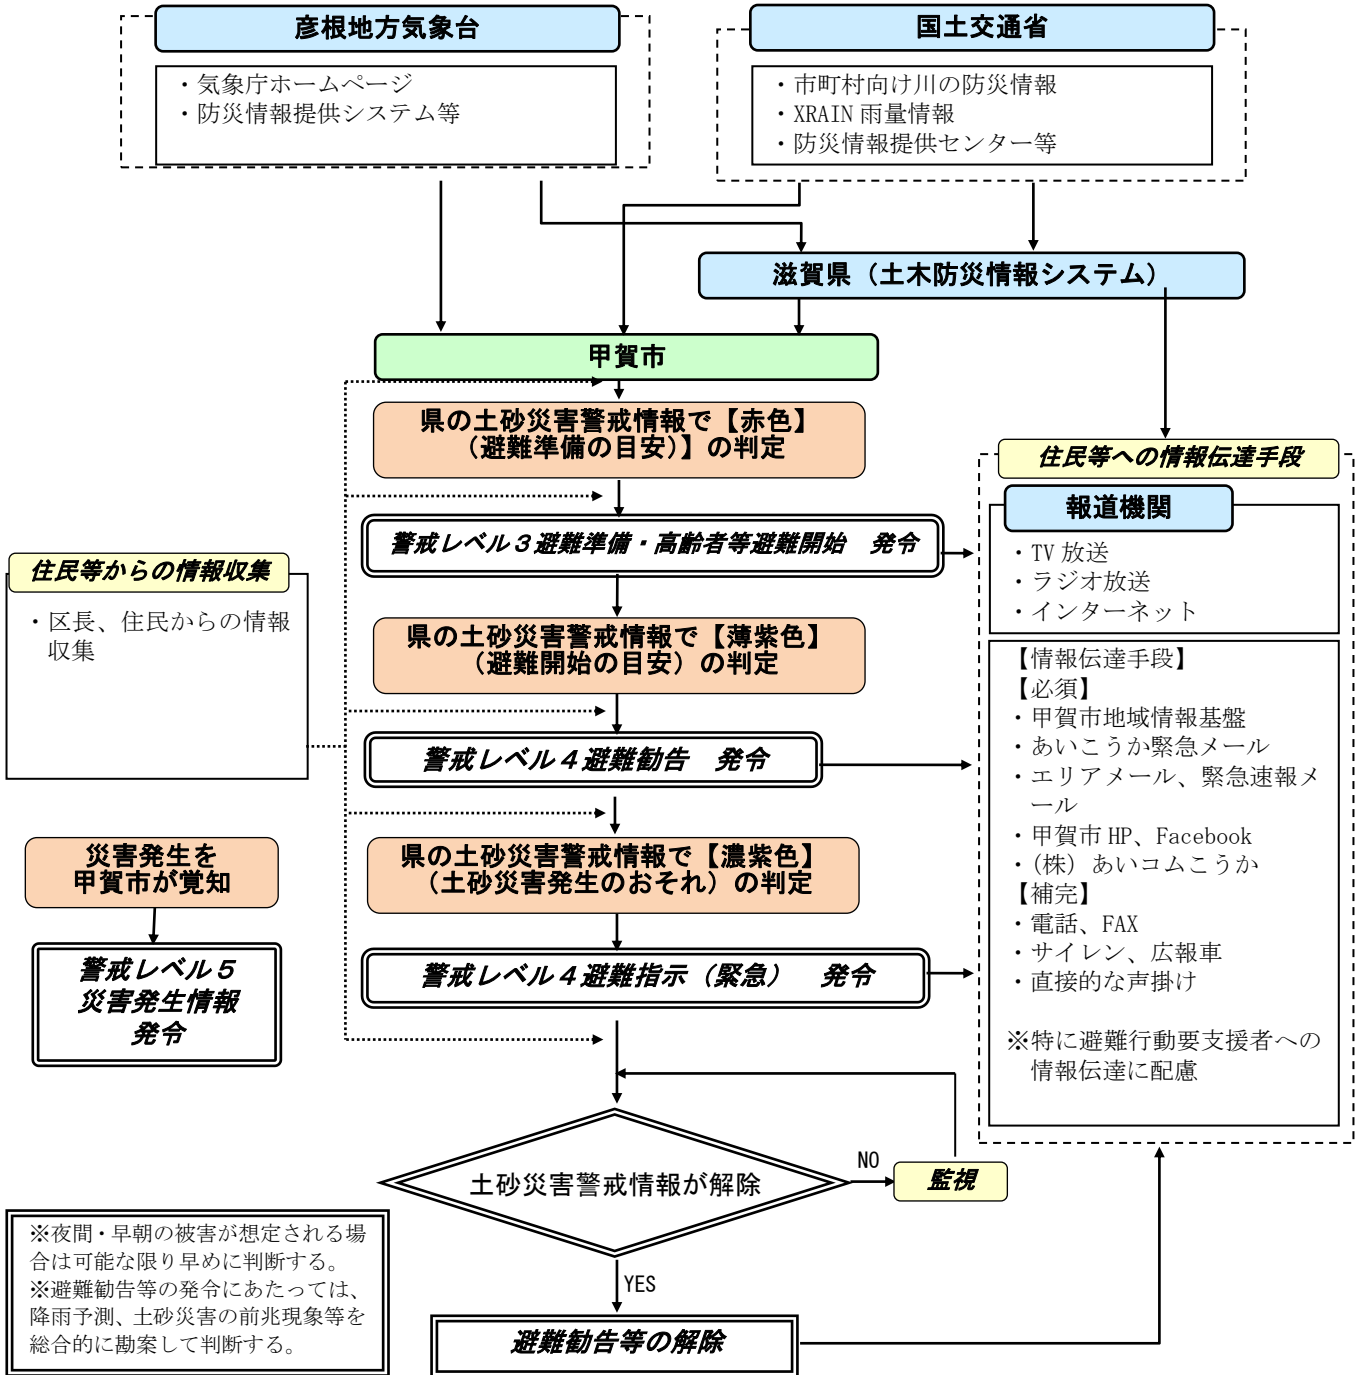 彦根地方気象台
・気象庁ホームページ
・防災情報提供システム等
国土交通省
・市町村向け川の防災情報
・XRAIN 雨量情報
・防災情報提供センター等
滋賀県（土木防災情報システム）
甲賀市
県の土砂災害警戒情報で【赤色】
（避難準備の目安）】の判定
警戒レベル３避難準備・高齢者等避難開始　発令
県の土砂災害警戒情報で【薄紫色】
（避難開始の目安）の判定
警戒レベル４避難勧告　発令
県の土砂災害警戒情報で【濃紫色】
（土砂災害発生のおそれ）の判定
警戒レベル４避難指示（緊急）　発令
土砂災害警戒情報が解除
NO
監視
YES
避難勧告等の解除
住民等からの情報収集
・区長、住民からの情報
収集
災害発生を
甲賀市が覚知
警戒レベル５
災害発生情報
発令
※夜間・早朝の被害が想定される場
合は可能な限り早めに判断する。
※避難勧告等の発令にあたっては、
降雨予測、土砂災害の前兆現象等を
総合的に勘案して判断する。
住民等への情報伝達手段
報道機関
・TV 放送
・ラジオ放送
・インターネット
【情報伝達手段】
【必須】
・甲賀市地域情報基盤
・あいこうか緊急メール
・エリアメール、緊急速報メ
ール
・甲賀市 HP、Facebook
・(株) あいコムこうか
【補完】
・電話、FAX
・サイレン、広報車
・直接的な声掛け
※特に避難行動要支援者への
情報伝達に配慮